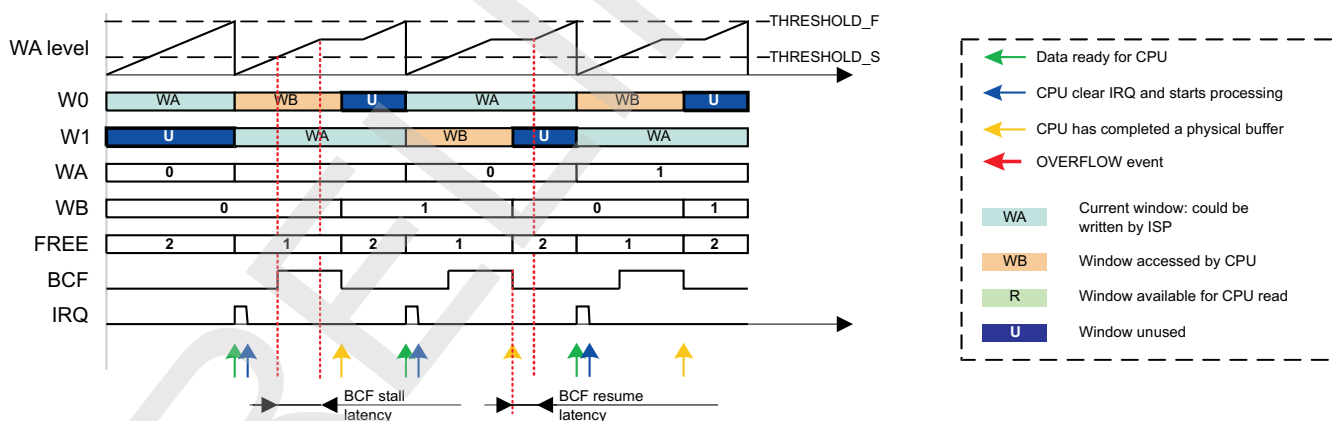 WA level
THRESHOLD_F
THRESHOLD_S
W0 WA WB U WA WB U
W1 U WA WB U WA
WA 0 0 1
WB 0 1 0 1
FREE 2 1 2 1 2 1 2
BCF
IRQ
BCF stall
latency
BCF resume
latency
Data ready for CPU
CPU clear IRQ and starts processing
CPU has completed a physical buffer
OVERFLOW event
WA Current window: could be
written by ISP
WB Window accessed by CPU
R Window available for CPU read
U Window unused